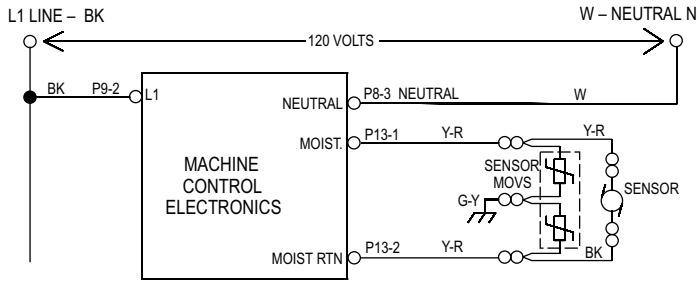 L1 LINE – BK
W – NEUTRAL N
120 VOLTS
BK P9-2 L1
NEUTRAL P8-3 NEUTRAL W
MOIST. P13-1 Y-R Y-R
MACHINE
CONTROL
ELECTRONICS
SENSOR
MOVS
SENSOR
G-Y
MOIST RTN P13-2 Y-R BK